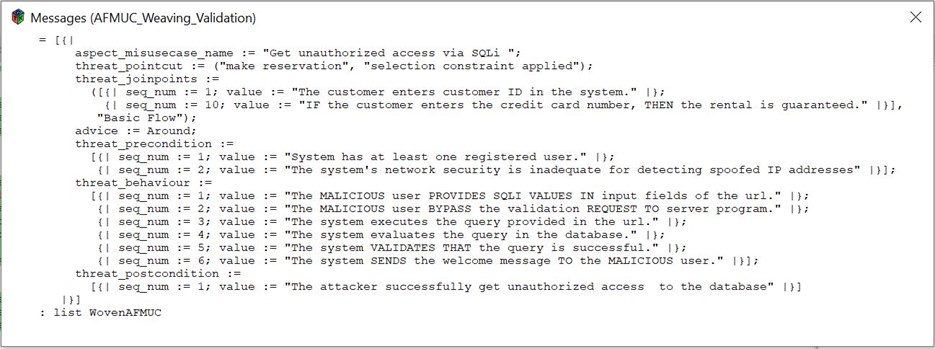 Messages (AFMUC_Weaving_Validation)
= [{|
aspect_misusecase_name := "Get unauthorized access via SQLi ";
threat_pointcut := ("make reservation", "selection constraint applied");
threat_joinpoints :=
([{| seq_num := 1; value := "The customer enters customer ID in the system." |};
{| seq_num := 10; value := "IF the customer enters the credit card number, THEN the rental is guaranteed." |}],
"Basic Flow");
advice := Around;
threat_precondition :=
[{| seq_num := 1; value := "System has at least one registered user." |};
{| seq_num := 2; value := "The system's network security is inadequate for detecting spoofed IP addresses" |}];
threat_behaviour :=
[{| seq_num := 1; value := "The MALICIOUS user PROVIDES SQLI VALUES IN input fields of the url." |};
{| seq_num := 2; value := "The MALICIOUS user BYPASS the validation REQUEST TO server program." |};
{| seq_num := 3; value := "The system executes the query provided in the url." |};
{| seq_num := 4; value := "The system evaluates the query in the database." |};
{| seq_num := 5; value := "The system VALIDATES THAT the query is successful." |};
{| seq_num := 6; value := "The system SENDS the welcome message TO the MALICIOUS user." |}];
threat_postcondition :=
[{| seq_num := 1; value := "The attacker successfully get unauthorized access  to the database" |}]
|}]
: list WovenAFMUC